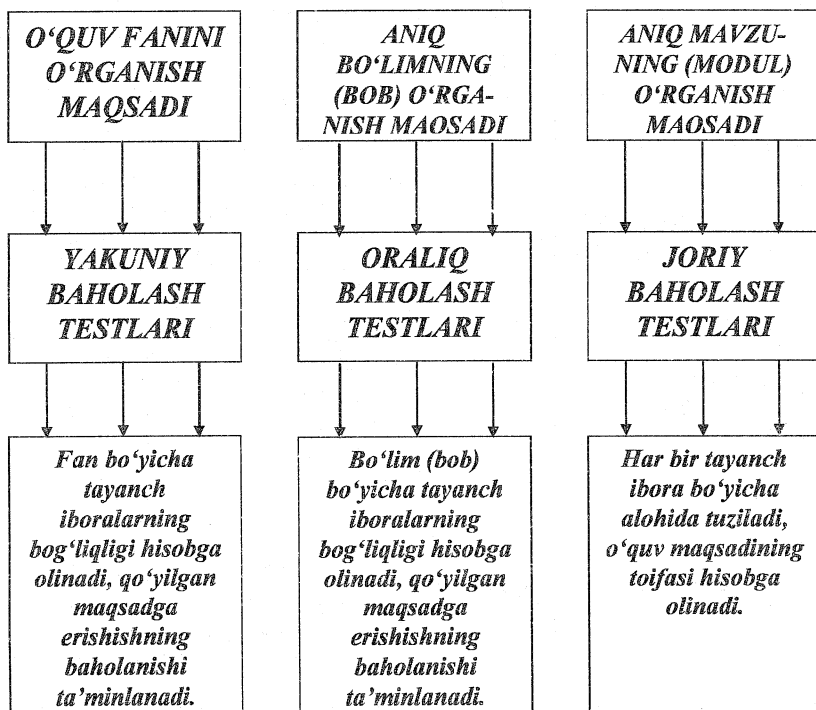 O‘QUV FANINI
O‘RGANISH
MAQSADI
ANIQ
BO‘LIMNING
(BOB) O‘RGA-
NISH MAOSADI
ANIQ MAVZU-
NING (MODUL)
O‘RGANISH
MAOSADI
YAKUNIY
BAHOLASH
TESTLARI
ORALIQ
BAHOLASH
TESTLARI
JORIY
BAHOLASH
TESTLARI
Fan bo‘yicha
tayanch
iboralarning
bog‘liqligi hisobga
olinadi, qo‘yilgan
maqsadga
erishishning
baholanishi
ta’minlanadi.
Bo‘lim (bob)
bo‘yicha tayanch
iboralarning
bog‘liqligi hisobga
olinadi, qo‘yilgan
maqsadga
erishishning
baholanishi
ta’minlanadi.
Har bir tayanch
ibora bo‘yicha
alohida tuziladi,
o‘quv maqsadining
toifasi hisobga
olinadi.